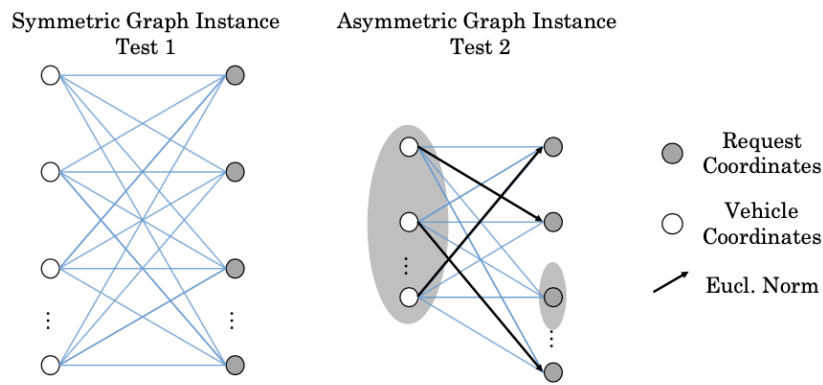 Symmetric Graph Instance
Test 1
Asymmetric Graph Instance
Test 2
Request
Coordinates
Vehicle
Coordinates
Eucl. Norm